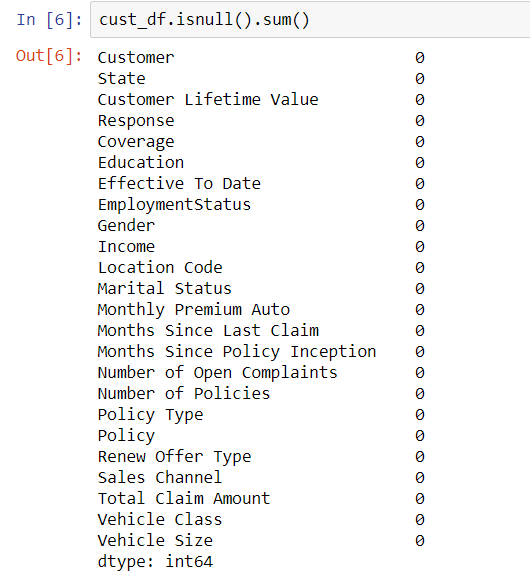 In [6]: cust_df.isnull().sum()
Out[6]: Customer 0
State 0
Customer Lifetime Value 0
Response 0
Coverage 0
Education 0
Effective To Date 0
EmploymentStatus 0
Gender 0
Income 0
Location Code 0
Marital Status 0
Monthly Premium Auto 0
Months Since Last Claim 0
Months Since Policy Inception 0
Number of Open Complaints 0
Number of Policies 0
Policy Type 0
Policy 0
Renew Offer Type 0
Sales Channel 0
Total Claim Amount 0
Vehicle Class 0
Vehicle Size 0
dtype: int64